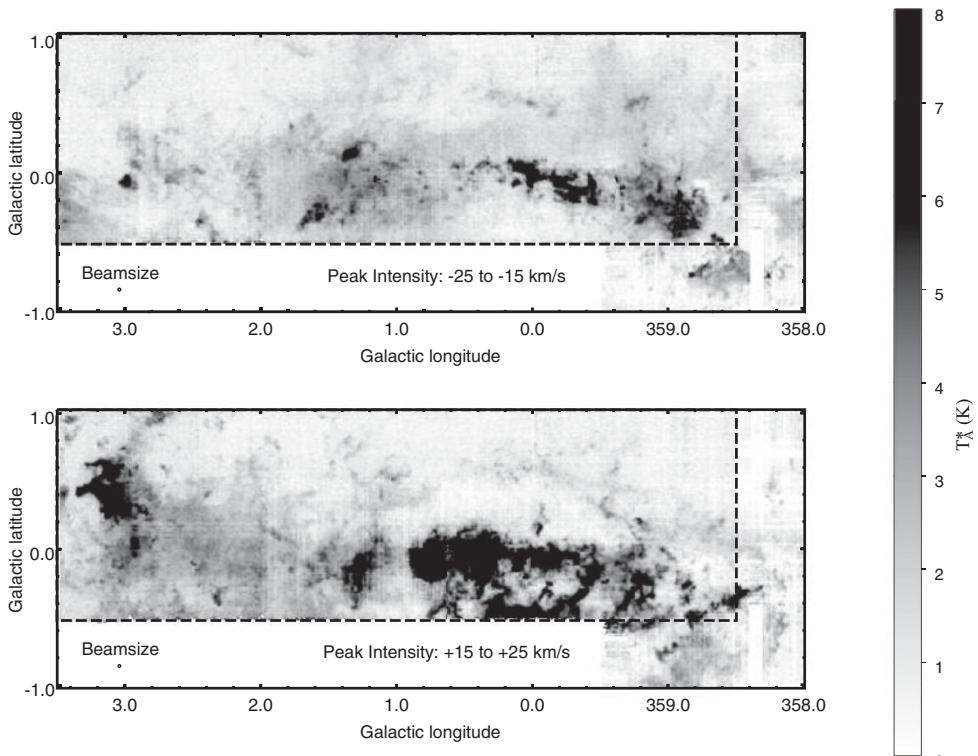 1.0
0.0
-1.0
Galactic latitude
Beamsize
Peak Intensity: -25 to -15 km/s
3.0 2.0 1.0 0.0 359.0 358.0
Galactic longitude
1.0
0.0
-1.0
Galactic latitude
Beamsize
Peak Intensity: +15 to +25 km/s
3.0 2.0 1.0 0.0 359.0 358.0
Galactic longitude
8
7
6
5
4
3
2
1
T*A (K)